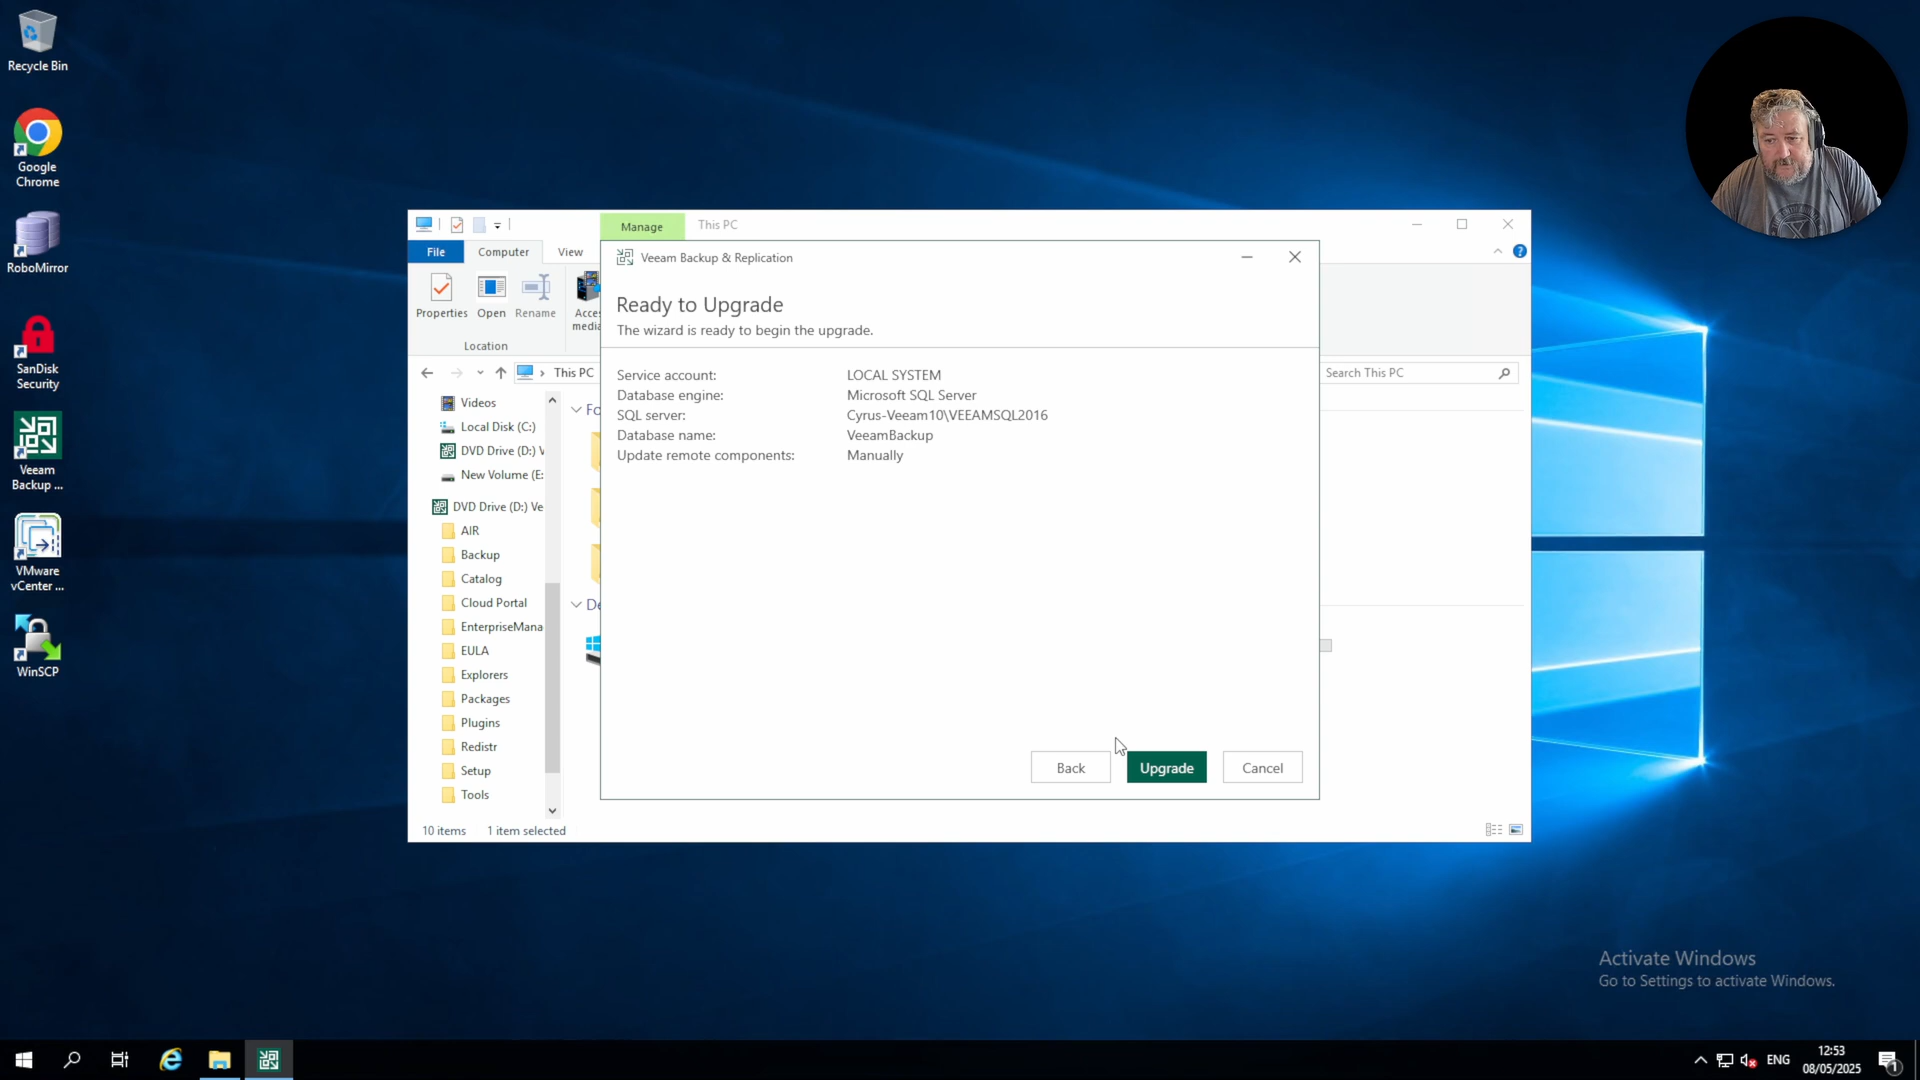 Recycle Bin
Google
Chrome
RoboMirror
SanDisk
Security
Veeam
Backup ...
VMware
vCenter ...
WinSCP
Manage
This PC
File
Computer
View
Properties
Open
Rename
Acces
media
Location
This PC
Search This PC
Videos
Local Disk (C:)
DVD Drive (D:) V
New Volume (E:
DVD Drive (D:) Ve
AIR
Backup
Catalog
Cloud Portal
EnterpriseMana
EULA
Explorers
Packages
Plugins
Redistr
Setup
Tools
Fo
De
10 items
1 item selected
Veeam Backup & Replication
Ready to Upgrade
The wizard is ready to begin the upgrade.
Service account: LOCAL SYSTEM
Database engine: Microsoft SQL Server
SQL server: Cyrus-Veeam10\VEEAMSQL2016
Database name: VeeamBackup
Update remote components: Manually
Back
Upgrade
Cancel
Activate Windows
Go to Settings to activate Windows.
ENG
12:53
08/05/2025
1